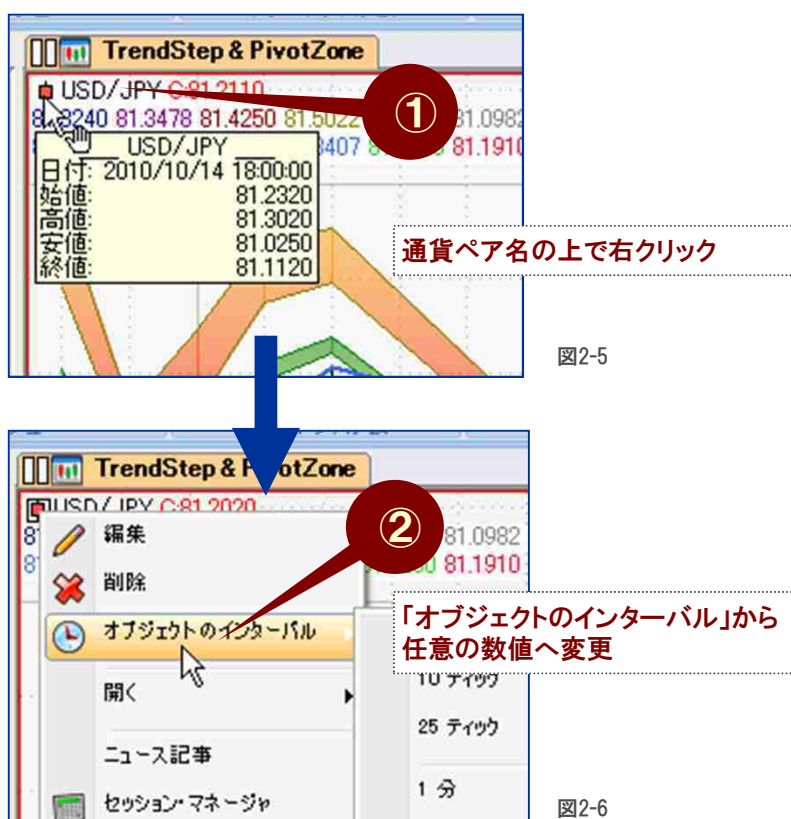 TrendStep & PivotZone
USD/JPY C:81.2110
81.3478 81.4250 81.5022
81.0982
①
81.1910
USD/JPY
日付: 2010/10/14 18:00:00
始値: 81.2320
高値: 81.3020
安値: 81.0250
終値: 81.1120
通貨ペア名の上で右クリック
図2-5
TrendStep & PivotZone
USD/JPY C:81.2020
②
81.0982
81.1910
編集
削除
オブジェクトのインターバル
「オブジェクトのインターバル」から
任意の数値へ変更
10 ティック
開く
25 ティック
ニュース記事
1 分
セッション・マネージャ
図2-6